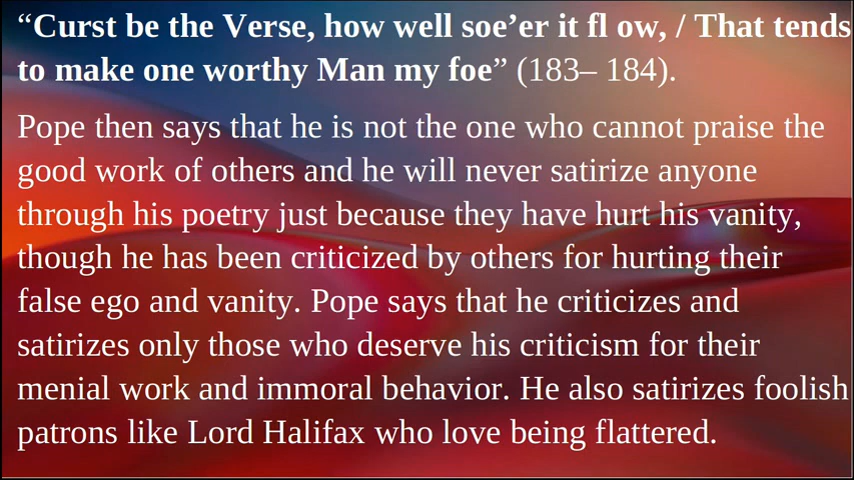 “Curst be the Verse, how well soe’er it fl ow, / That tends
to make one worthy Man my foe” (183– 184).
Pope then says that he is not the one who cannot praise the
good work of others and he will never satirize anyone
through his poetry just because they have hurt his vanity,
though he has been criticized by others for hurting their
false ego and vanity. Pope says that he criticizes and
satirizes only those who deserve his criticism for their
menial work and immoral behavior. He also satirizes foolish
patrons like Lord Halifax who love being flattered.